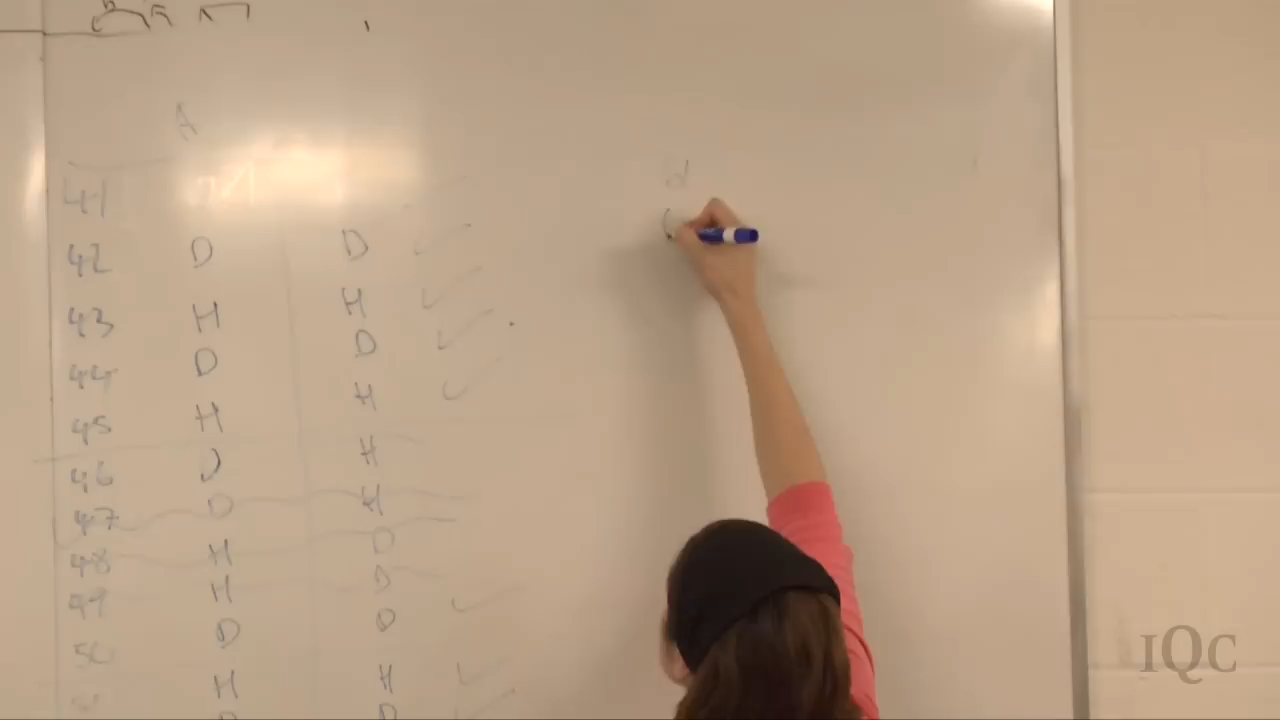 A
41
42 D D ✓
43 H H ✓
44 D D ✓
45 H H ✓
46 D H
47 D H
48 H D
49 H D
50 D D ✓
H H ✓
D D ✓
d
IQC